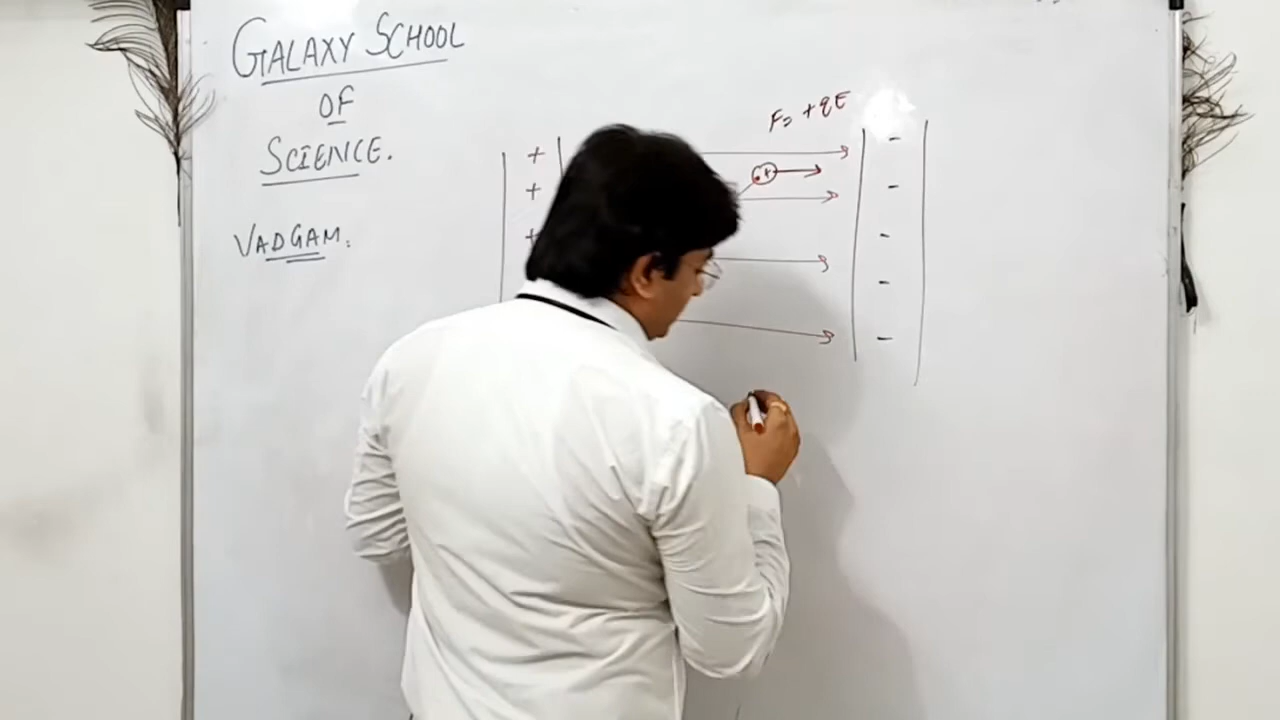 GALAXY SCHOOL
OF
SCIENCE.
VADGAM.
F = +qE
+
+
+
+
-
-
-
-
-